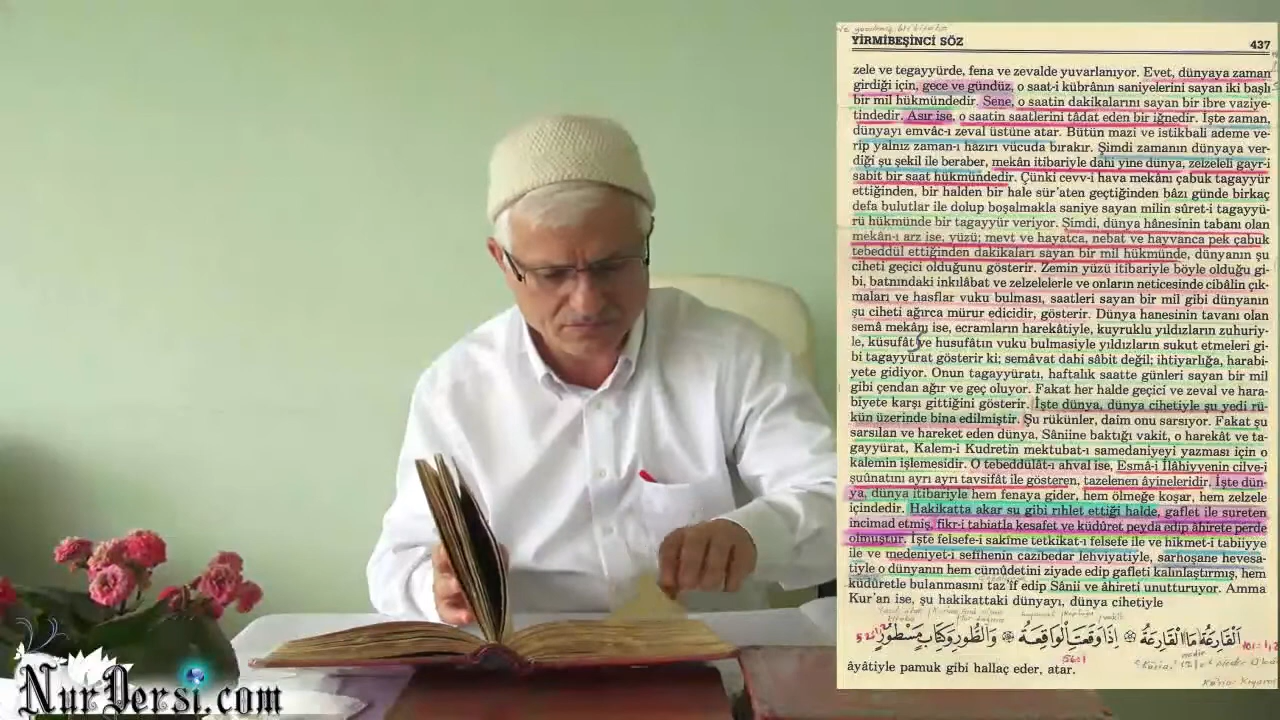 YİRMİBEŞİNCİ SÖZ 437
zele ve tegayyürde, fena ve zevalde yuvarlanıyor. Evet, dünyaya zaman
girdiği için, gece ve gündüz, o saat-i kübrânın saniyelerini sayan iki başlı
bir mil hükmündedir. Sene, o saatin dakikalarını sayan bir ibre vaziye-
tindedir. Asır ise, o saatin saatlerini tâdat eden bir iğnedir. İşte zaman,
dünyayı emvâc-ı zeval üstüne atar. Bütün mazi ve istikbali ademe ve-
rip yalnız zaman-ı hazırı vücuda bırakır. Şimdi zamanın dünyaya ver-
diği şu şekil ile beraber, mekân itibariyle dahi yine dünya, zelzeleli gayr-i
sabit bir saat hükmündedir. Çünki cevv-i hava mekânı çabuk tagayyür
ettiğinden, bir halden bir hale sür'aten geçtiğinden bâzı günde birkaç
defa bulutlar ile dolup boşalmakla saniye sayan milin sûret-i tagayyü-
rü hükmünde bir tagayyür veriyor. Şimdi, dünya hânesinin tabanı olan
mekân-ı arz ise, yüzü; mevt ve hayatca, nebat ve hayvanca pek çabuk
tebeddül ettiğinden dakikaları sayan bir mil hükmünde, dünyanın şu
ciheti geçici olduğunu gösterir. Zemin yüzü itibariyle böyle olduğu gi-
bi, batnındaki inkılâbat ve zelzelelerle ve onların neticesinde cibâlin çık-
maları ve hasflar vuku bulması, saatleri sayan bir mil gibi dünyanın
şu ciheti ağırca mürur edicidir, gösterir. Dünya hanesinin tavanı olan
semâ mekânı ise, ecramların harekâtiyle, kuyruklu yıldızların zuhuriy-
le, küsufât ve husufâtın vuku bulmasiyle yıldızların sukut etmeleri gi-
bi tagayyürat gösterir ki; semâvat dahi sâbit değil; ihtiyarlığa, harabi-
yete gidiyor. Onun tagayyüratı, haftalık saatte günleri sayan bir mil
gibi çendan ağır ve geç oluyor. Fakat her halde geçici ve zeval ve hara-
biyete karşı gittiğini gösterir. İşte dünya, dünya cihetiyle şu yedi rü-
kün üzerinde bina edilmiştir. Şu rükünler, daim onu sarsıyor. Fakat şu
sarsılan ve hareket eden dünya, Sâniine baktığı vakit, o harekât ve ta-
gayyürat, Kalem-i Kudretin mektubat-ı samedaniyeyi yazması için o
kalemin işlemesidir. O tebeddülât-ı ahval ise, Esmâ-i İlâhiyyenin cilve-i
şuûnatını ayrı ayrı tavsifât ile gösteren, tazelenen âyineleridir. İşte dün-
ya, dünya itibariyle hem fenaya gider, hem ölmeğe koşar, hem zelzele
içindedir. Hakikatta akar su gibi rıhlet ettiği halde, gaflet ile sureten
incimad etmiş, fikr-i tabiatla kesafet ve küdûret peyda edip âhirete perde
olmuştur. İşte felsefe-i sakîme tetkikat-ı felsefe ile ve hikmet-i tabiiyye
ile ve medeniyet-i sefihenin cazibedar lehviyatiyle, sarhoşane hevesa-
tiyle o dünyanın hem cümûdetini ziyade edip gafleti kalınlaştırmış, hem
küdûretle bulanmasını taz'îf edip Sânii ve âhireti unutturuyor. Amma
Kur'an ise, şu hakikattaki dünyayı, dünya cihetiyle
اَلْقَارِعَةُ مَا الْقَارِعَةُ ❊ اِذَا وَقَعَتِ الْوَاقِعَةُ ❊ وَالطُّورِ وَكِتَابٍ مَسْطُورٍ
âyâtiyle pamuk gibi hallaç eder, atar.
NurDersi.com